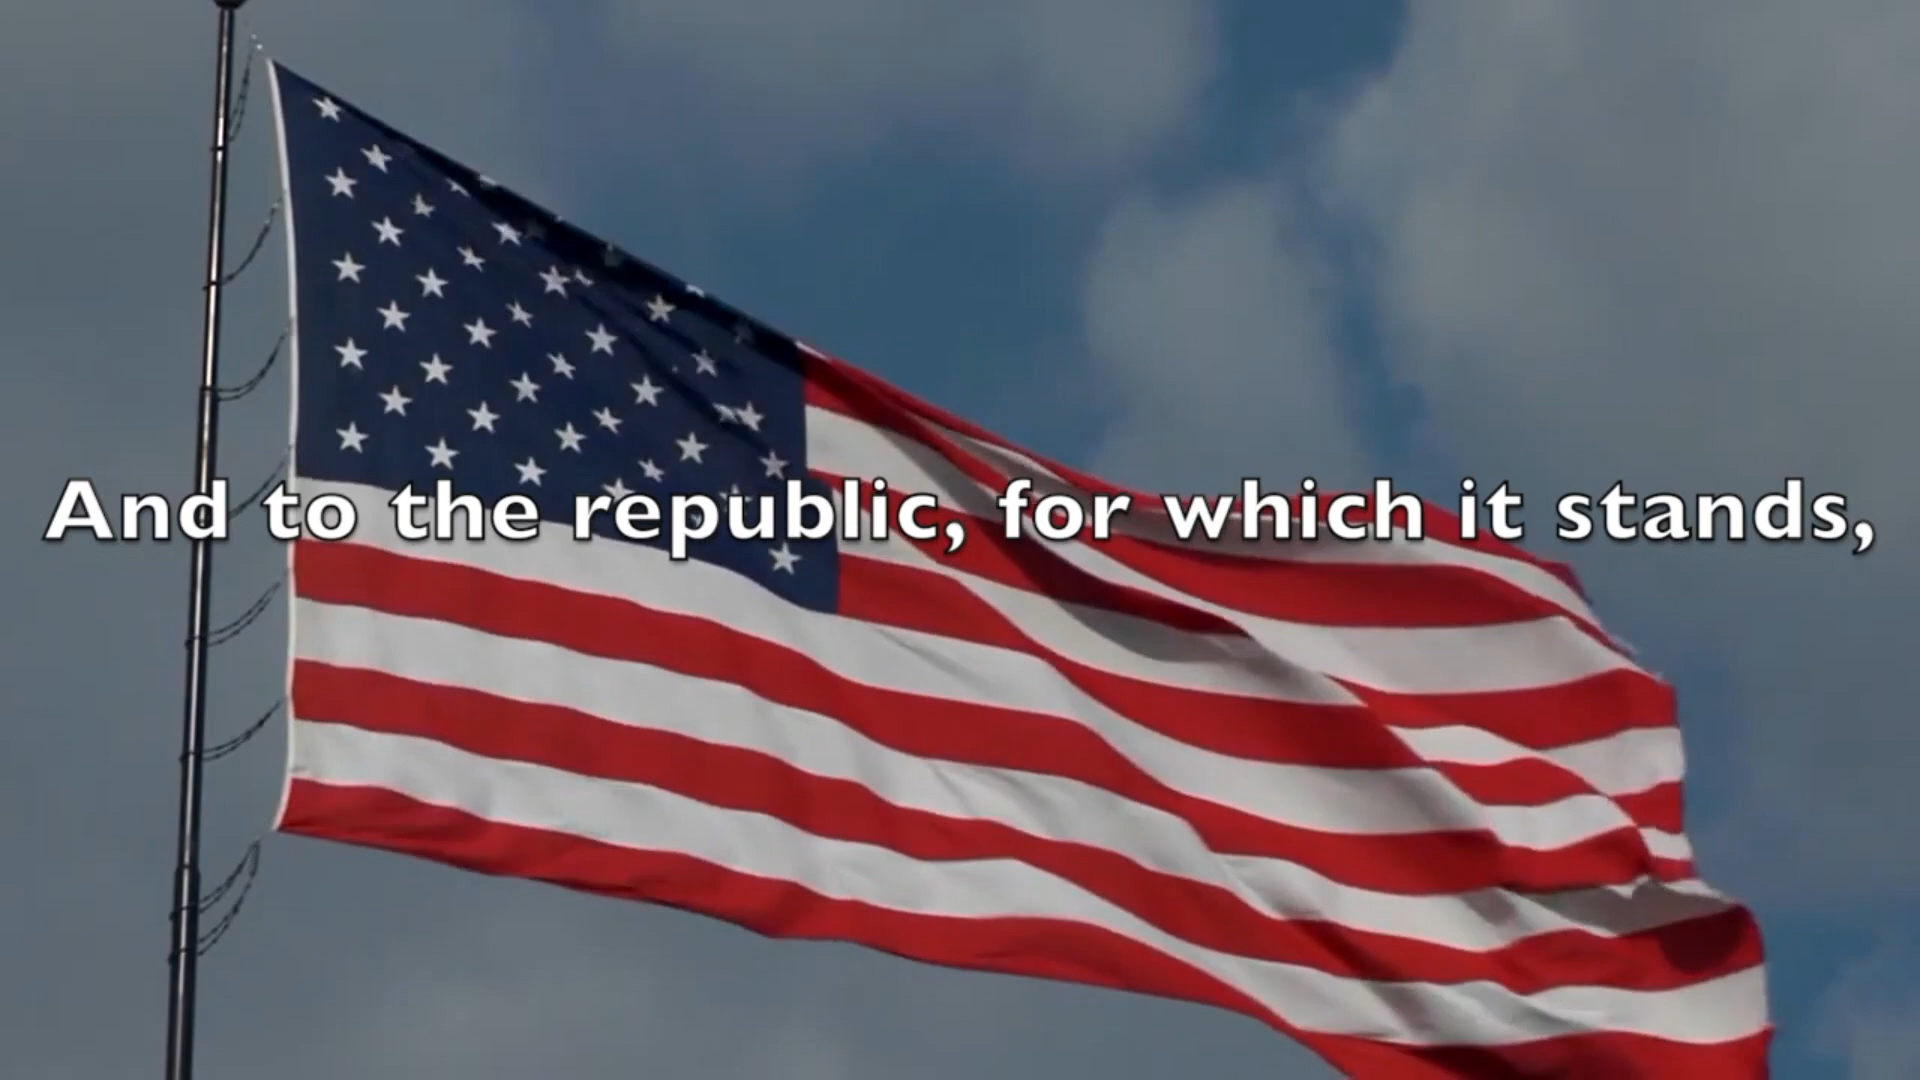 And to the republic, for which it stands,